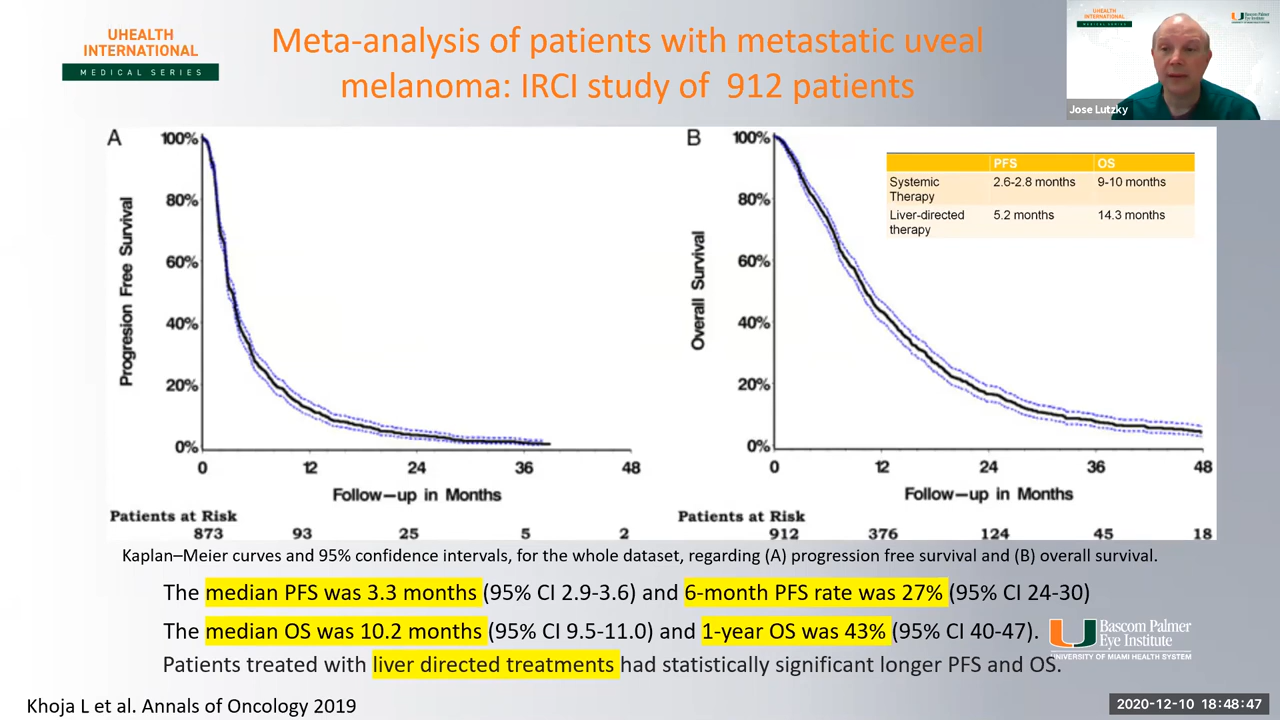 UHEALTH
INTERNATIONAL
MEDICAL SERIES
Meta-analysis of patients with metastatic uveal
melanoma: IRCI study of 912 patients
UHEALTH
INTERNATIONAL
Bascom Palmer
Eye Institute
Jose Lutzky
A
100%
80%
60%
40%
20%
0%
Progresion Free Survival
0 12 24 36 48
Follow-up in Months
Patients at Risk
873 93 25 5 2
B
100%
80%
60%
40%
20%
0%
Overall Survival
PFS OS
Systemic Therapy 2.6-2.8 months 9-10 months
Liver-directed therapy 5.2 months 14.3 months
0 12 24 36 48
Follow-up in Months
Patients at Risk
912 376 124 45 18
Kaplan–Meier curves and 95% confidence intervals, for the whole dataset, regarding (A) progression free survival and (B) overall survival.
The median PFS was 3.3 months (95% CI 2.9-3.6) and 6-month PFS rate was 27% (95% CI 24-30)
The median OS was 10.2 months (95% CI 9.5-11.0) and 1-year OS was 43% (95% CI 40-47).
Patients treated with liver directed treatments had statistically significant longer PFS and OS.
Bascom Palmer
Eye Institute
UNIVERSITY OF MIAMI HEALTH SYSTEM
Khoja L et al. Annals of Oncology 2019
2020-12-10 18:48:47